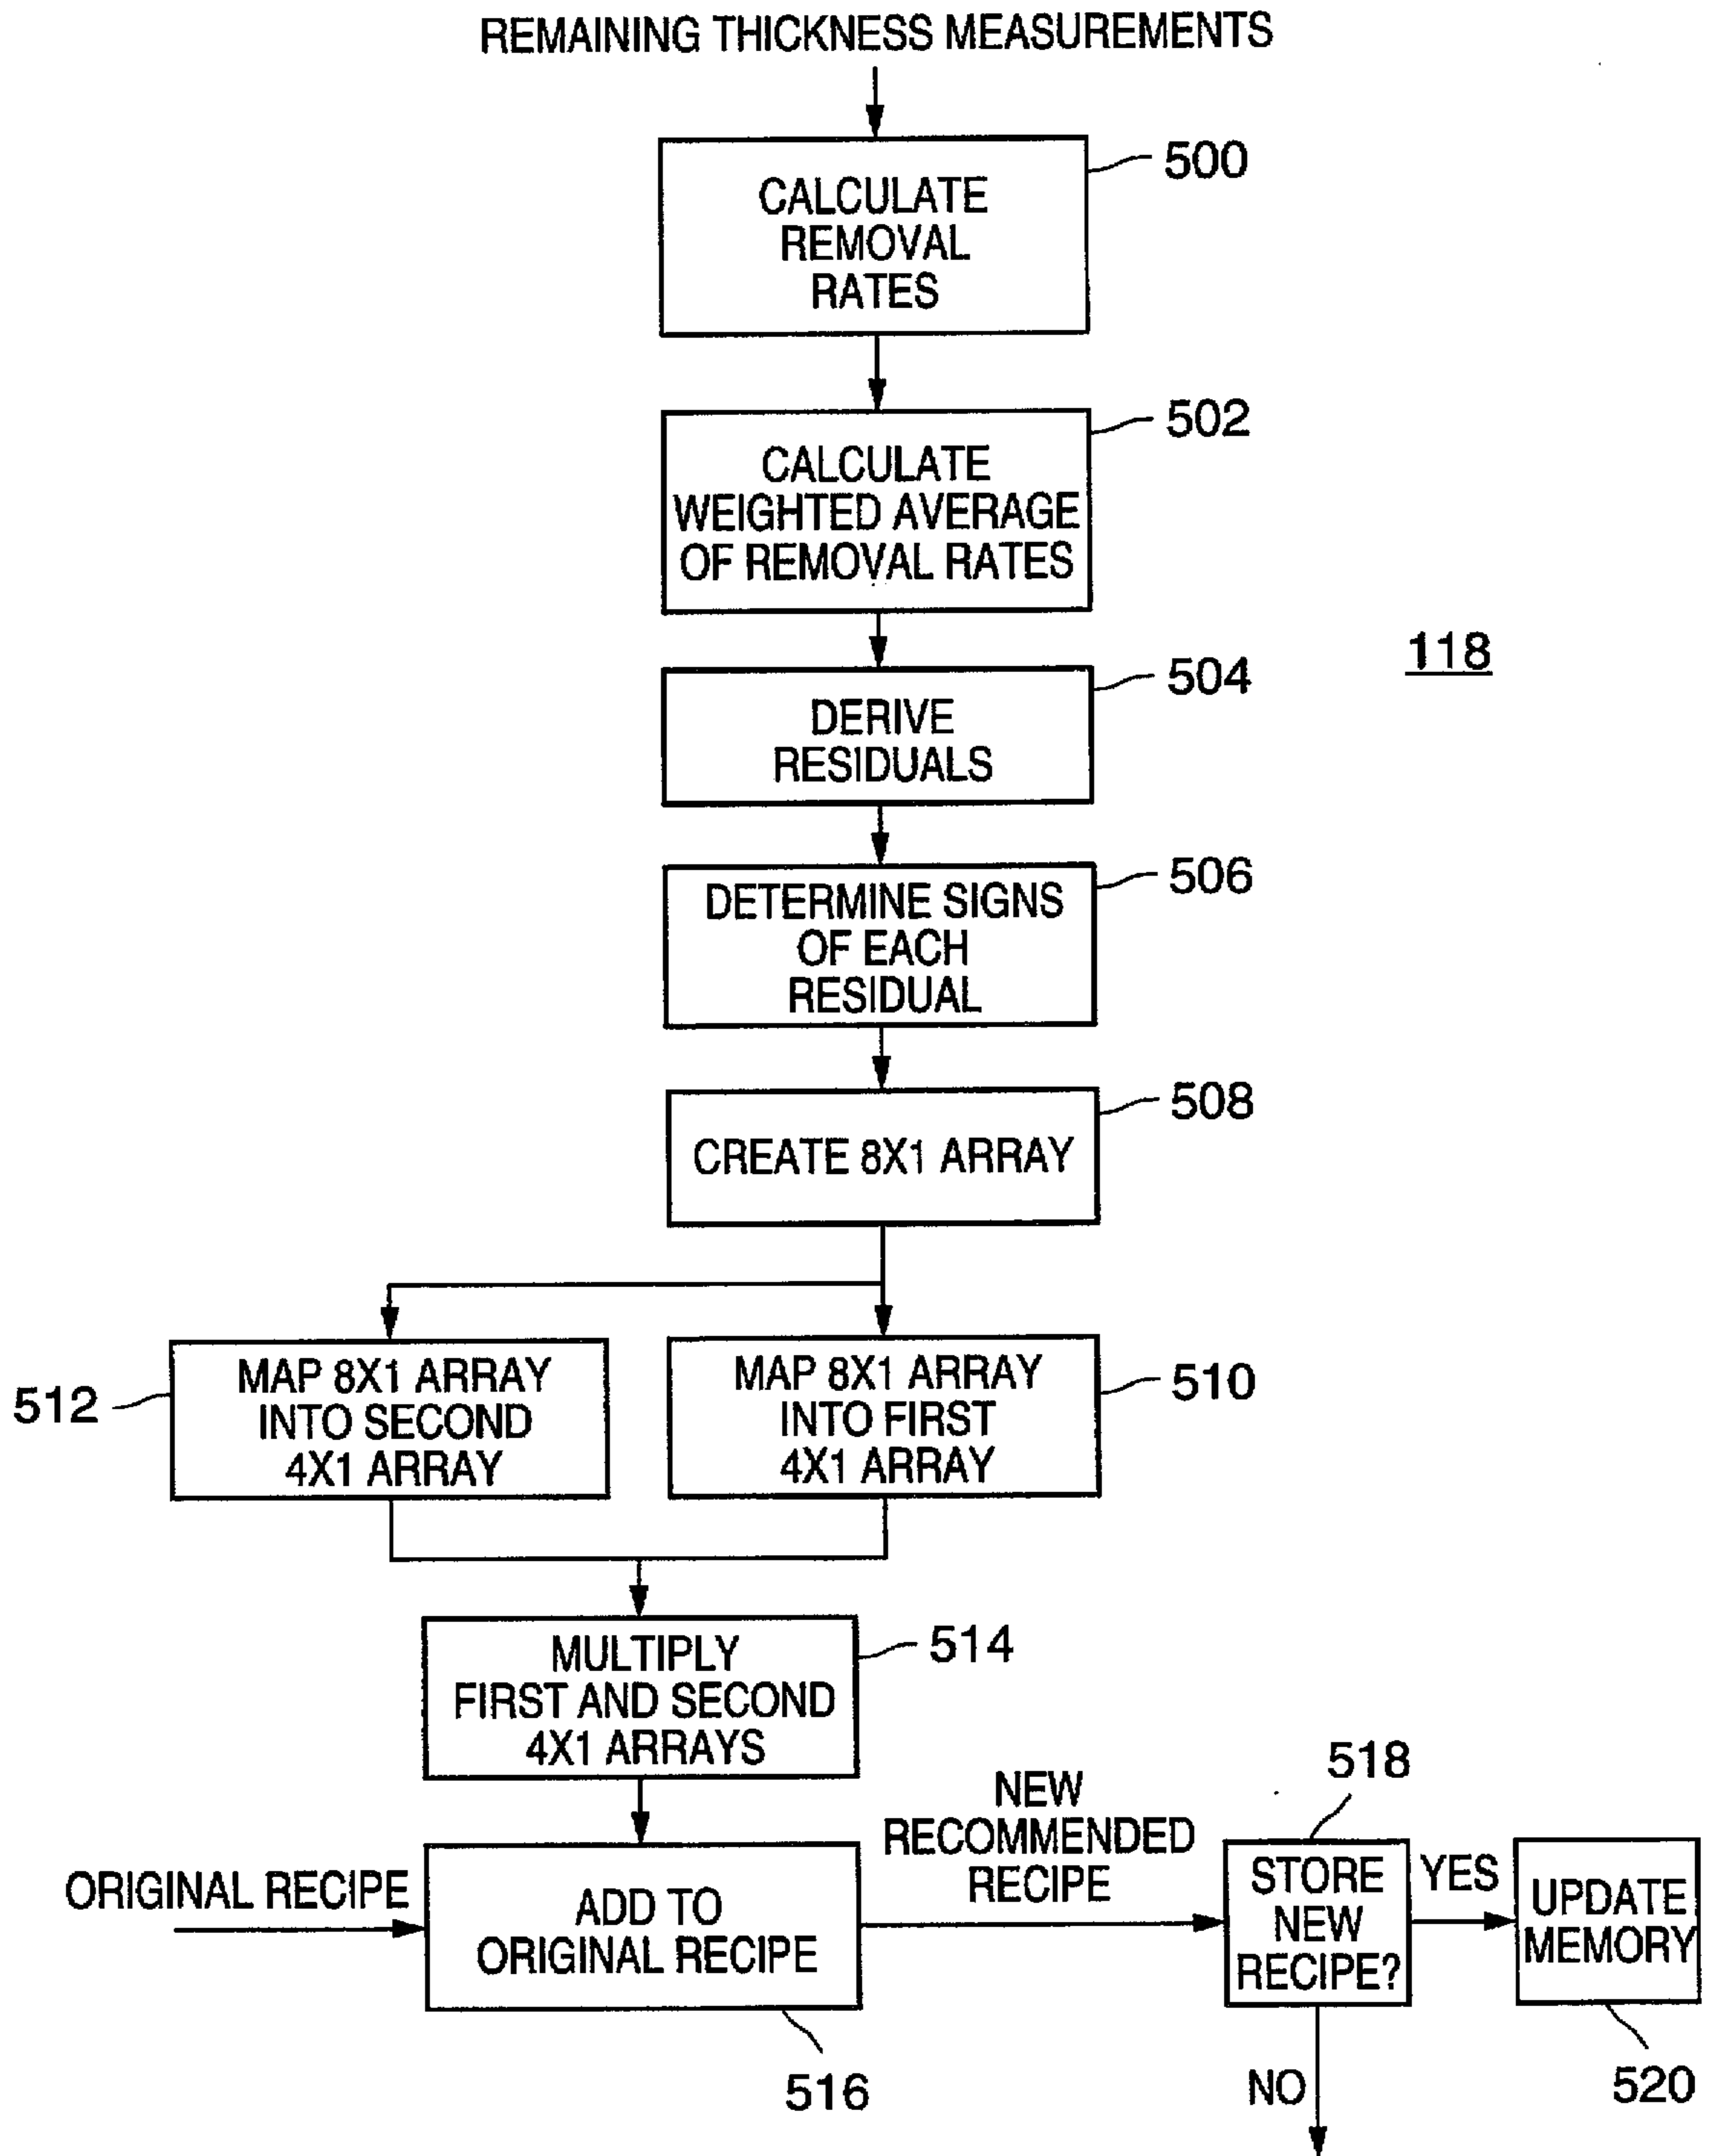 REMAINING THICKNESS MEASUREMENTS
500
CALCULATE
REMOVAL
RATES
502
CALCULATE
WEIGHTED AVERAGE
OF REMOVAL RATES
118
504
DERIVE
RESIDUALS
506
DETERMINE SIGNS
OF EACH
RESIDUAL
508
CREATE 8X1 ARRAY
512
MAP 8X1 ARRAY
INTO SECOND
4X1 ARRAY
MAP 8X1 ARRAY
INTO FIRST
4X1 ARRAY
510
MULTIPLY
FIRST AND SECOND
4X1 ARRAYS
514
ORIGINAL RECIPE
ADD TO
ORIGINAL RECIPE
516
NEW
RECOMMENDED
RECIPE
518
STORE
NEW
RECIPE?
YES
UPDATE
MEMORY
520
NO